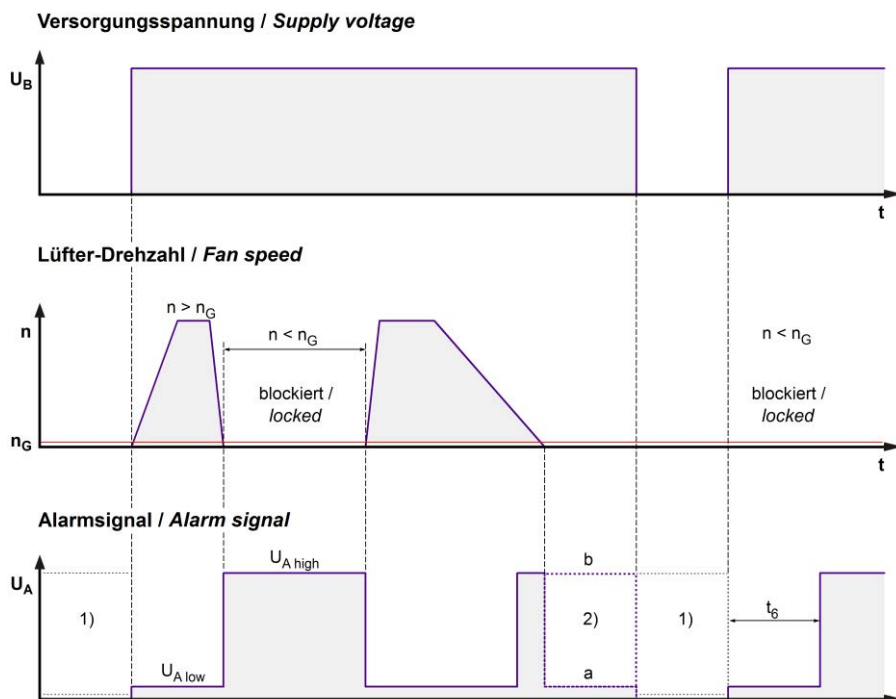 Versorgungsspannung / Supply voltage
U_B
t
Lüfter-Drehzahl / Fan speed
n > n_G
n
n < n_G
n < n_G
blockiert /
locked
blockiert /
locked
n_G
t
Alarmsignal / Alarm signal
U_A high
b
U_A
1)
2)
1)
t_6
U_A low
a